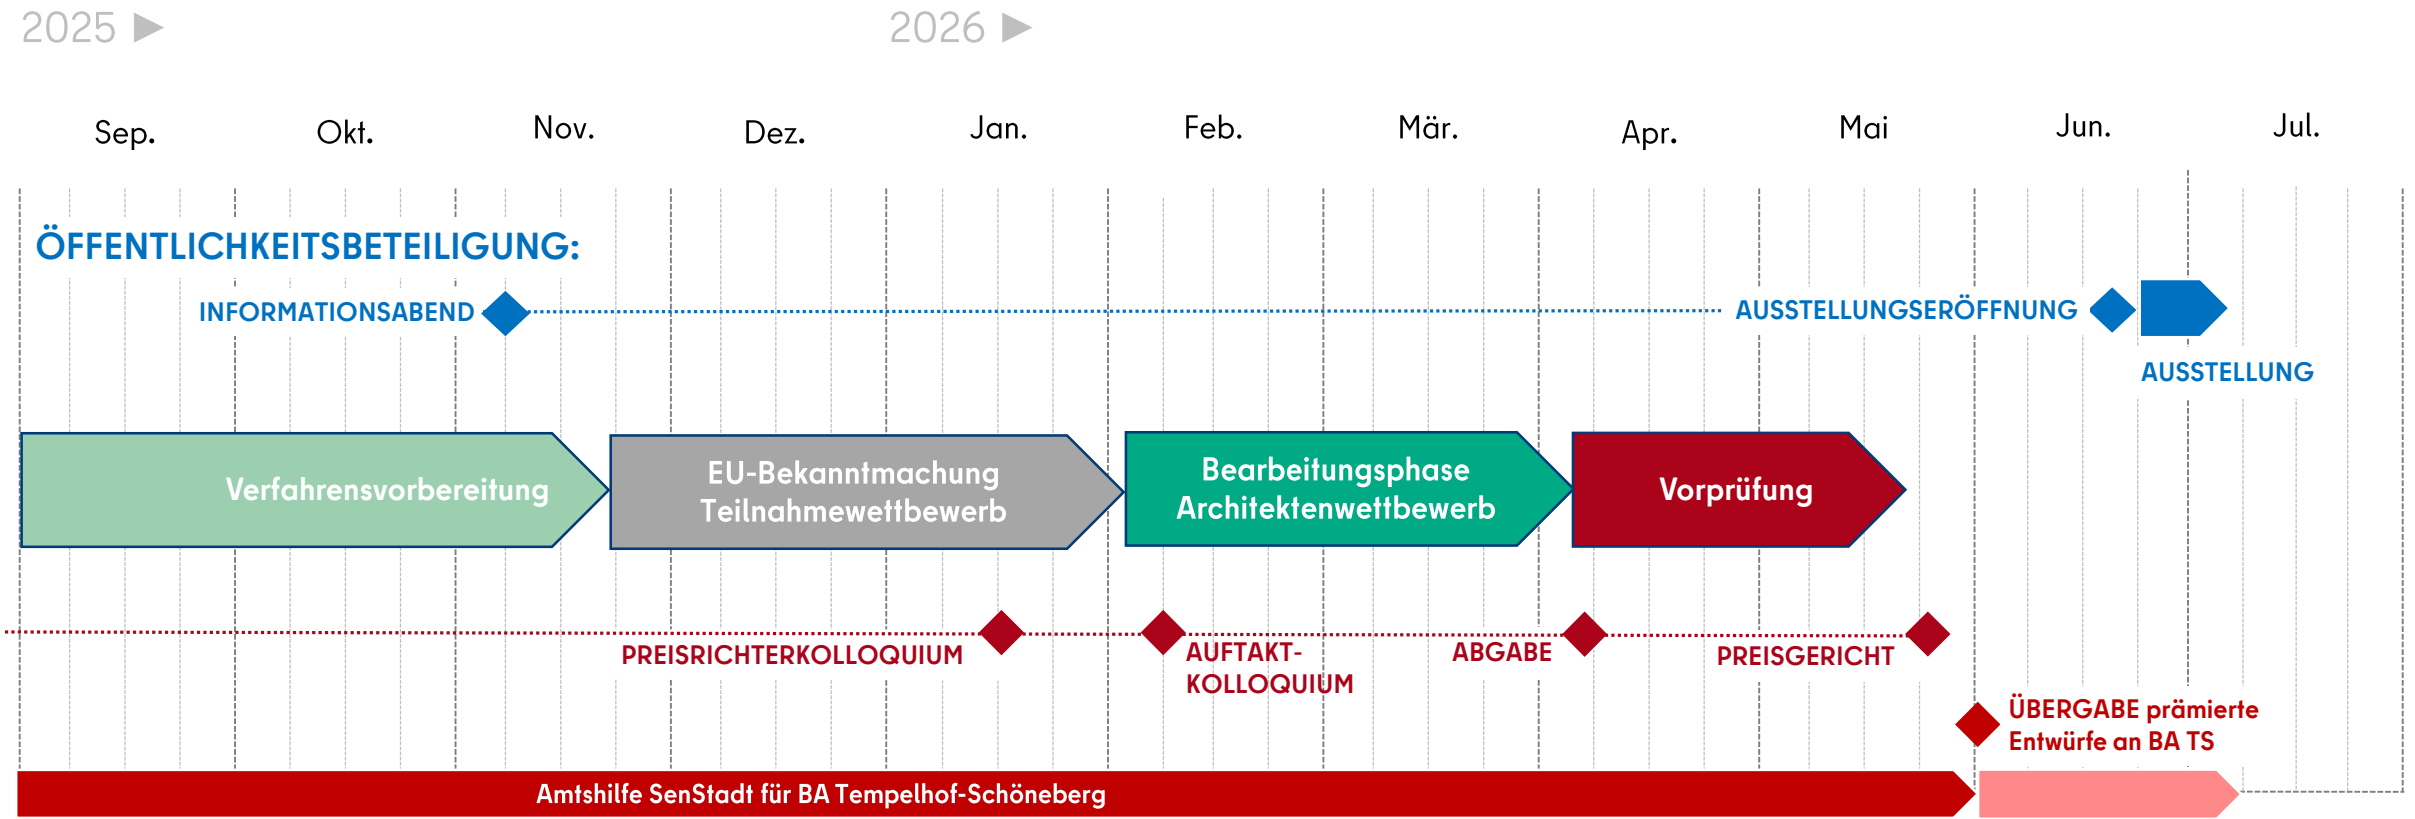 2025 ► 2026 ►
Sep. Okt. Nov. Dez. Jan. Feb. Mär. Apr. Mai Jun. Jul.
ÖFFENTLICHKEITSBETEILIGUNG:
INFORMATIONSABEND
AUSSTELLUNGSERÖFFNUNG
AUSSTELLUNG
Verfahrensvorbereitung
EU-Bekanntmachung
Teilnahmewettbewerb
Bearbeitungsphase
Architektenwettbewerb
Vorprüfung
PREISRICHTERKOLLOQUIUM
AUFTAKT-
KOLLOQUIUM
ABGABE
PREISGERICHT
ÜBERGABE prämierte
Entwürfe an BA TS
Amtshilfe SenStadt für BA Tempelhof-Schöneberg